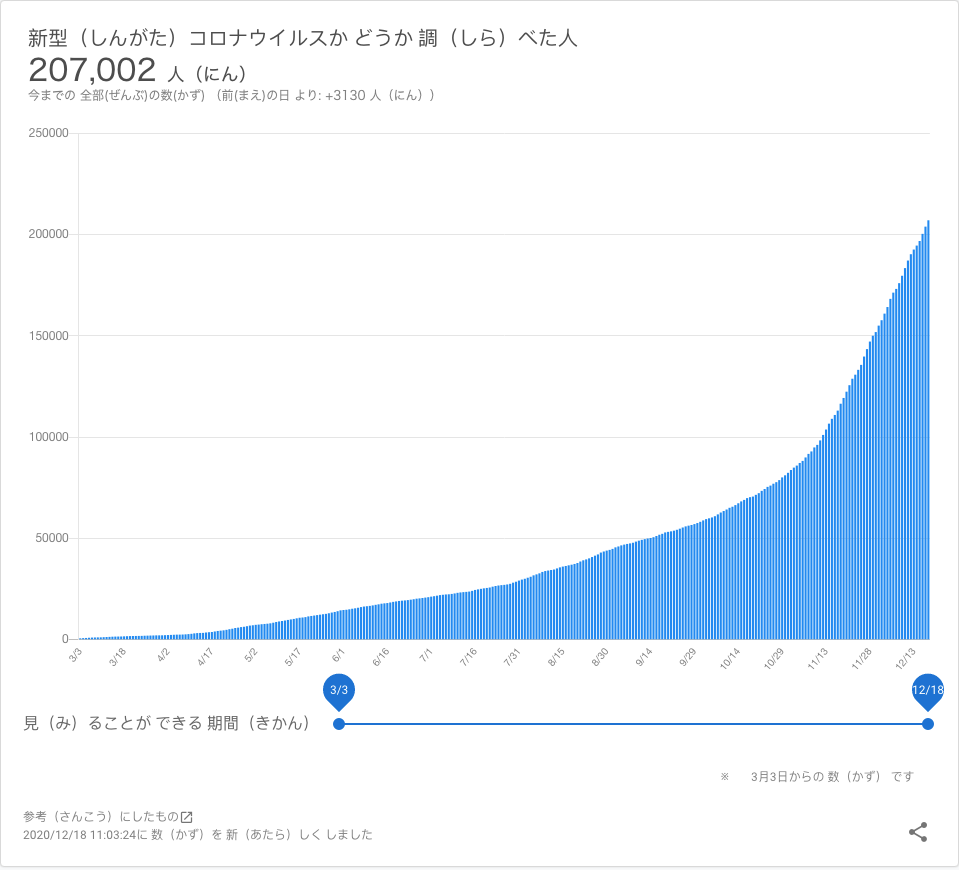 新型（しんがた）コロナウイルスか どうか 調（しら）べた人
207,002 人（にん）
今までの 全部(ぜんぶ)の数(かず) （前(まえ)の日 より: +3130 人（にん））
250000
200000
150000
100000
50000
0
3/3 3/18 4/2 4/17 5/2 5/17 6/1 6/16 7/1 7/16 7/31 8/15 8/30 9/14 9/29 10/14 10/29 11/13 11/28 12/13
3/3 12/18
見（み）ることが できる 期間（きかん）
※ 3月3日からの 数（かず） です
参考（さんこう）にしたもの
2020/12/18 11:03:24に 数（かず）を 新（あたら）しく しました